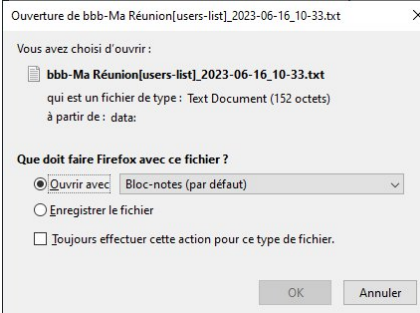 Ouverture de bbb-Ma Réunion[users-list]_2023-06-16_10-33.txt
Vous avez choisi d'ouvrir :
bbb-Ma Réunion[users-list]_2023-06-16_10-33.txt
qui est un fichier de type : Text Document (152 octets)
à partir de : data:
Que doit faire Firefox avec ce fichier ?
Ouvrir avec Bloc-notes (par défaut)
Enregistrer le fichier
Toujours effectuer cette action pour ce type de fichier.
OK Annuler